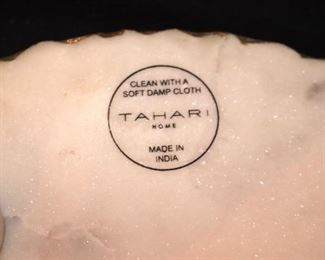 CLEAN WITH A
SOFT DAMP CLOTH
TAHARI
HOME
MADE IN
INDIA